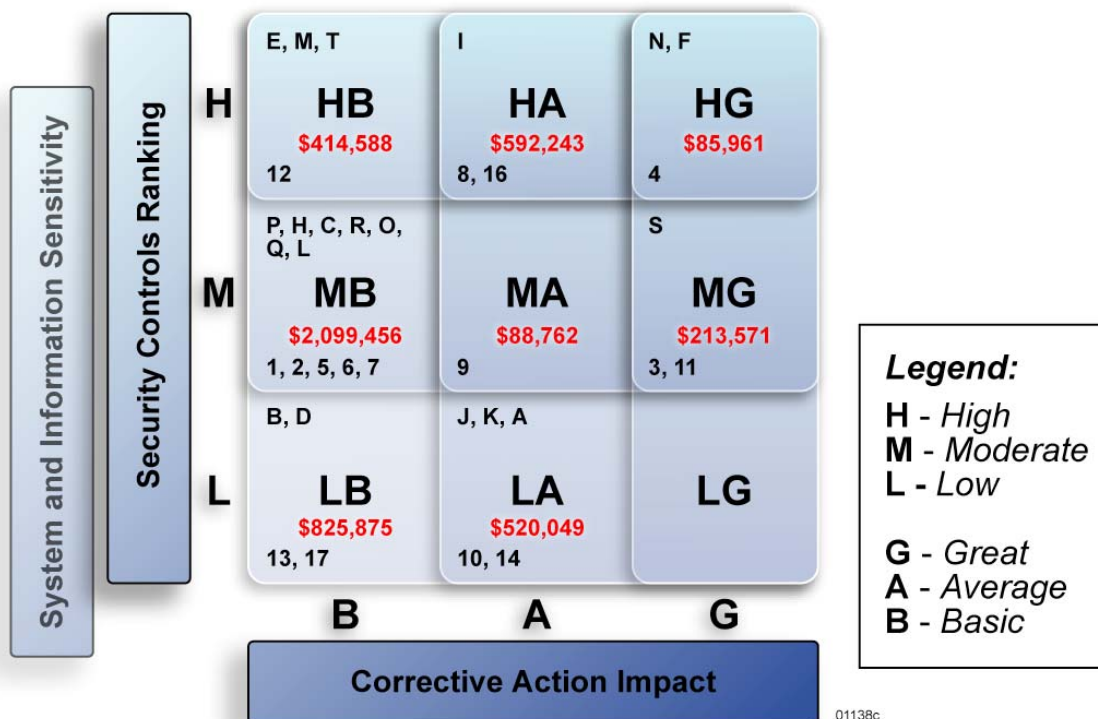 System and Information Sensitivity
Security Controls Ranking
H
E, M, T
HB
$414,588
12
I
HA
$592,243
8, 16
N, F
HG
$85,961
4
M
P, H, C, R, O,
Q, L
MB
$2,099,456
1, 2, 5, 6, 7
MA
$88,762
9
S
MG
$213,571
3, 11
L
B, D
LB
$825,875
13, 17
J, K, A
LA
$520,049
10, 14
LG
B
A
G
Corrective Action Impact
Legend:
H - High
M - Moderate
L - Low
G - Great
A - Average
B - Basic
01138c